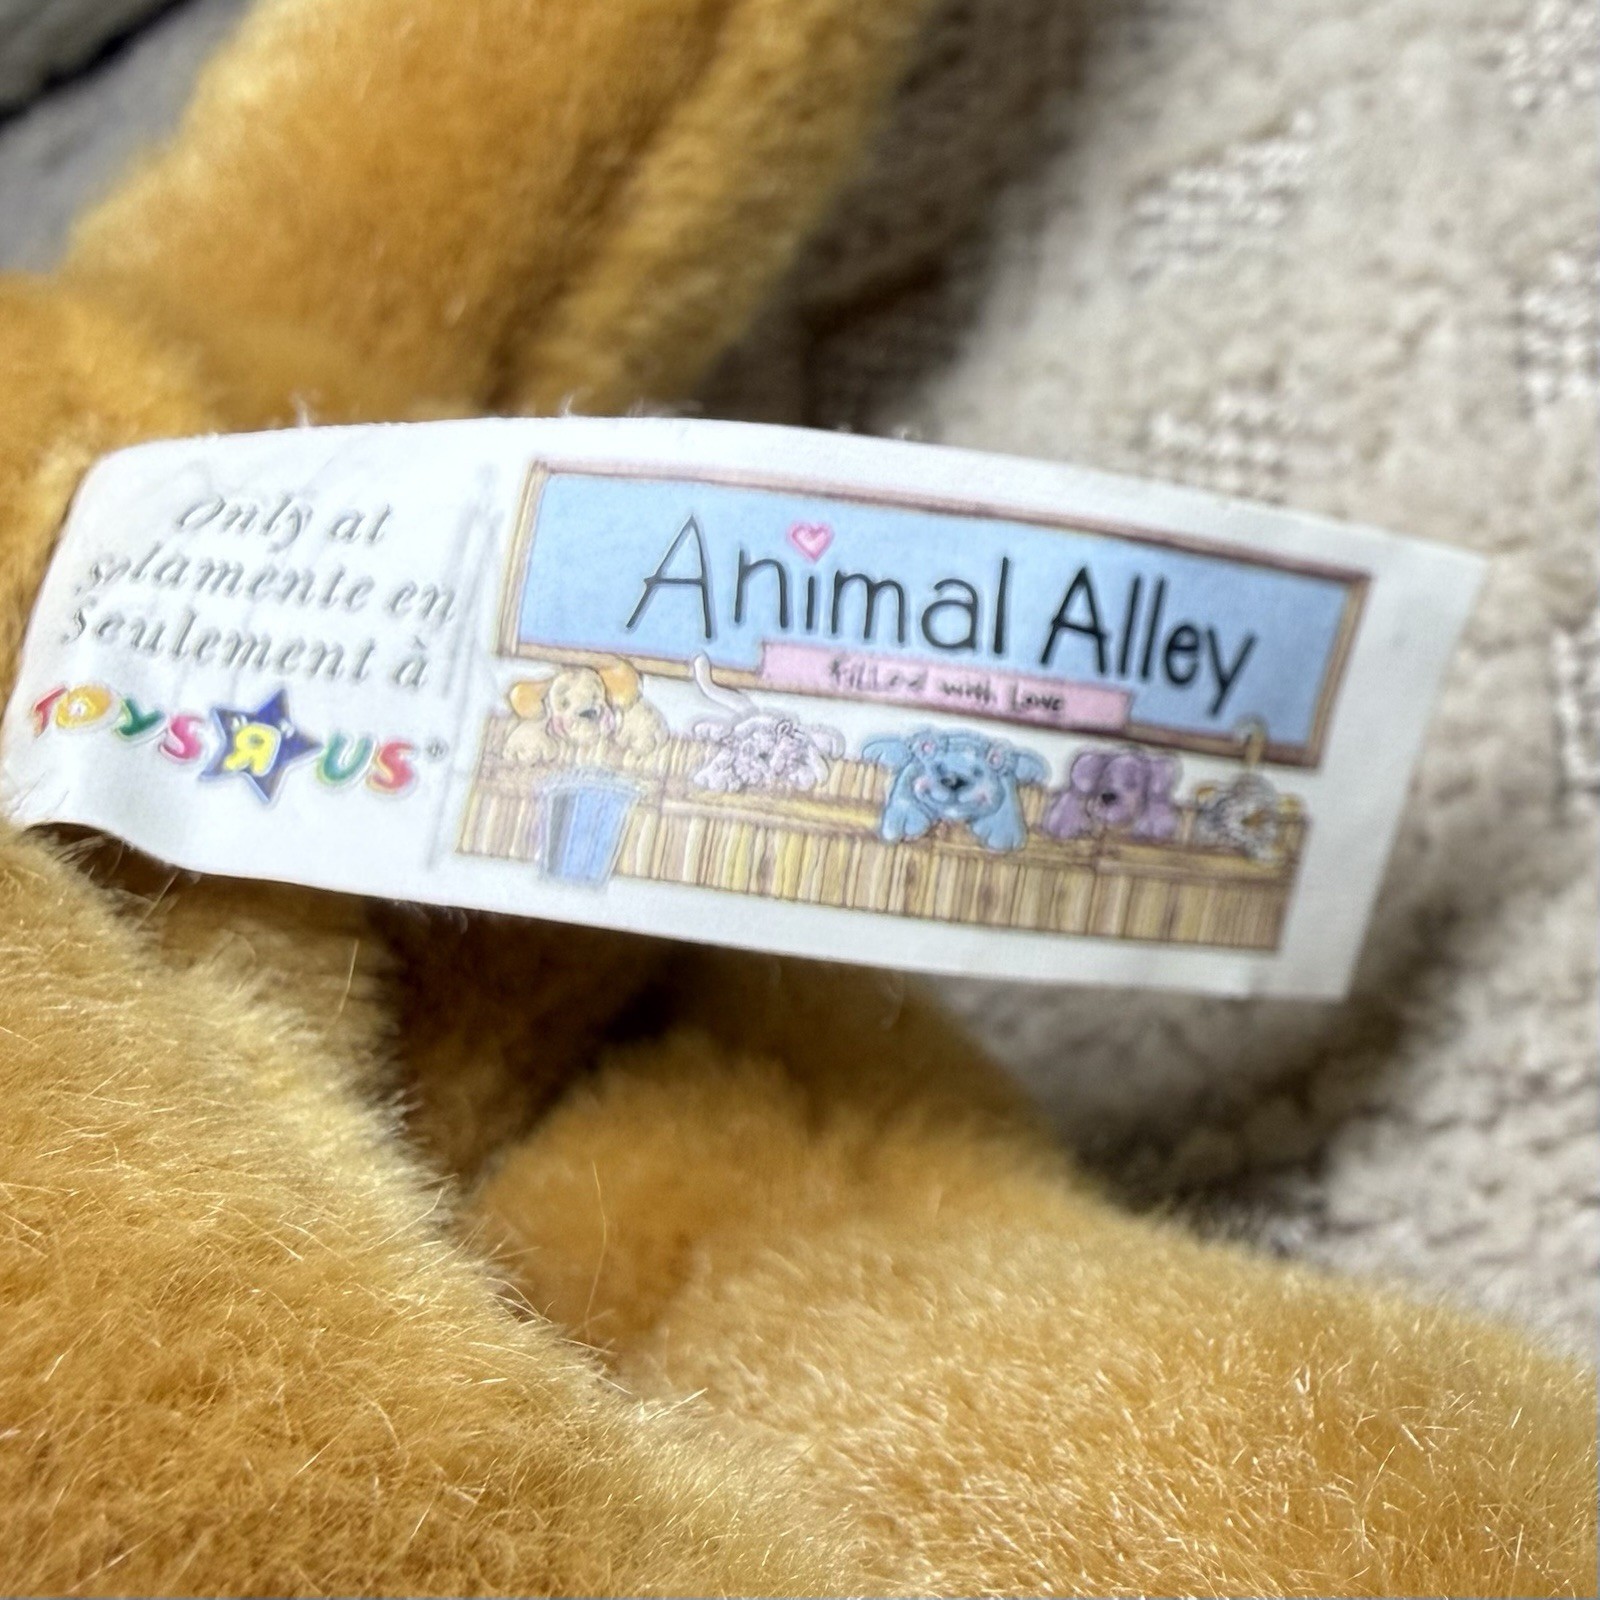 Only at
solamente en
Seulement à
TOYS R US®
Animal Alley
filled with Love